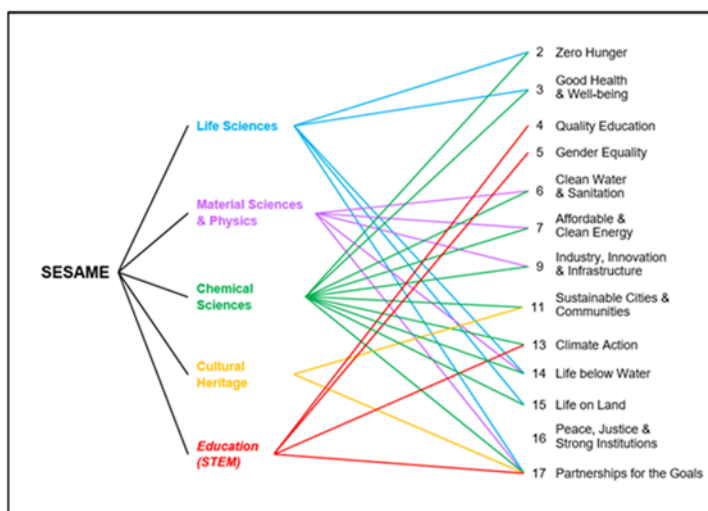 SESAME
Life Sciences
Material Sciences
& Physics
Chemical
Sciences
Cultural
Heritage
Education
(STEM)
2 Zero Hunger
3 Good Health
& Well-being
4 Quality Education
5 Gender Equality
6 Clean Water
& Sanitation
7 Affordable &
Clean Energy
9 Industry, Innovation
& Infrastructure
11 Sustainable Cities &
Communities
13 Climate Action
14 Life below Water
15 Life on Land
16 Peace, Justice &
Strong Institutions
17 Partnerships for the Goals